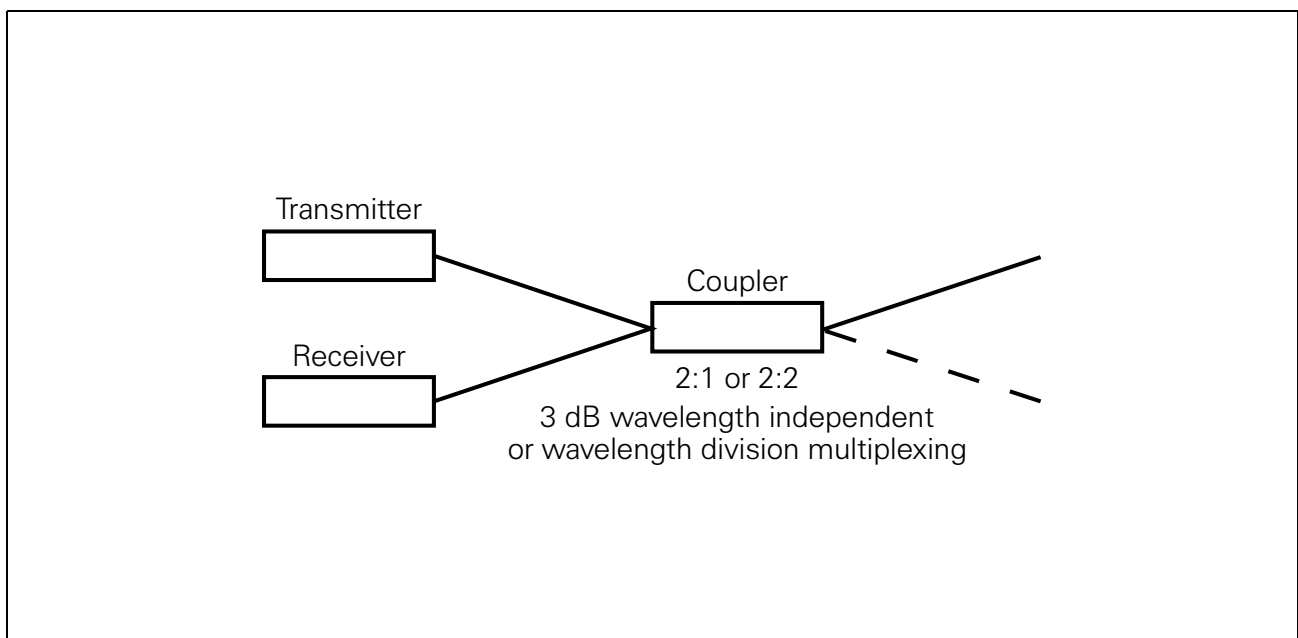 Transmitter
Coupler
Receiver
2:1 or 2:2
3 dB wavelength independent
or wavelength division multiplexing